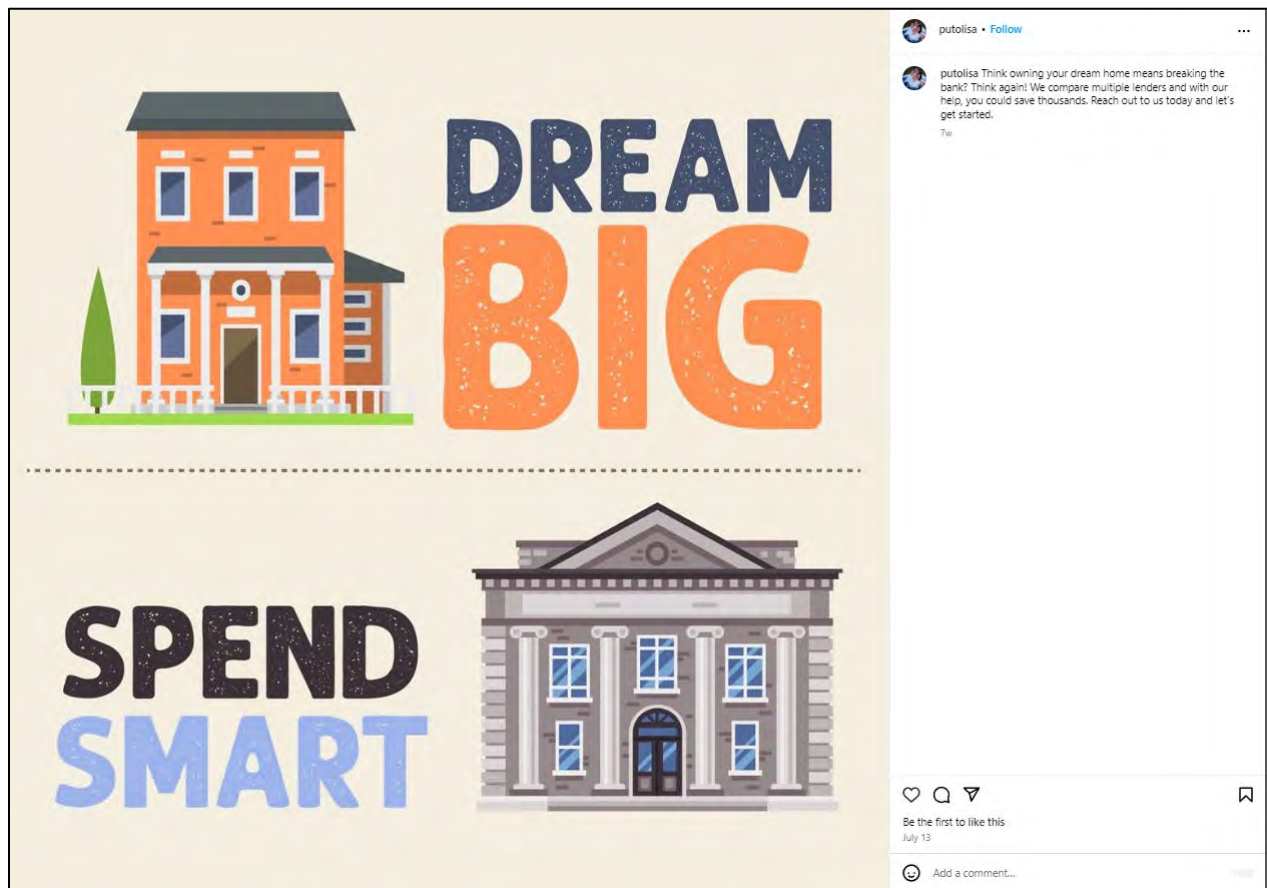 DREAM
BIG
SPEND
SMART
putolisa • Follow
putolisa Think owning your dream home means breaking the
bank? Think again! We compare multiple lenders and with our
help, you could save thousands. Reach out to us today and let's
get started.
7w
Be the first to like this
July 13
Add a comment...